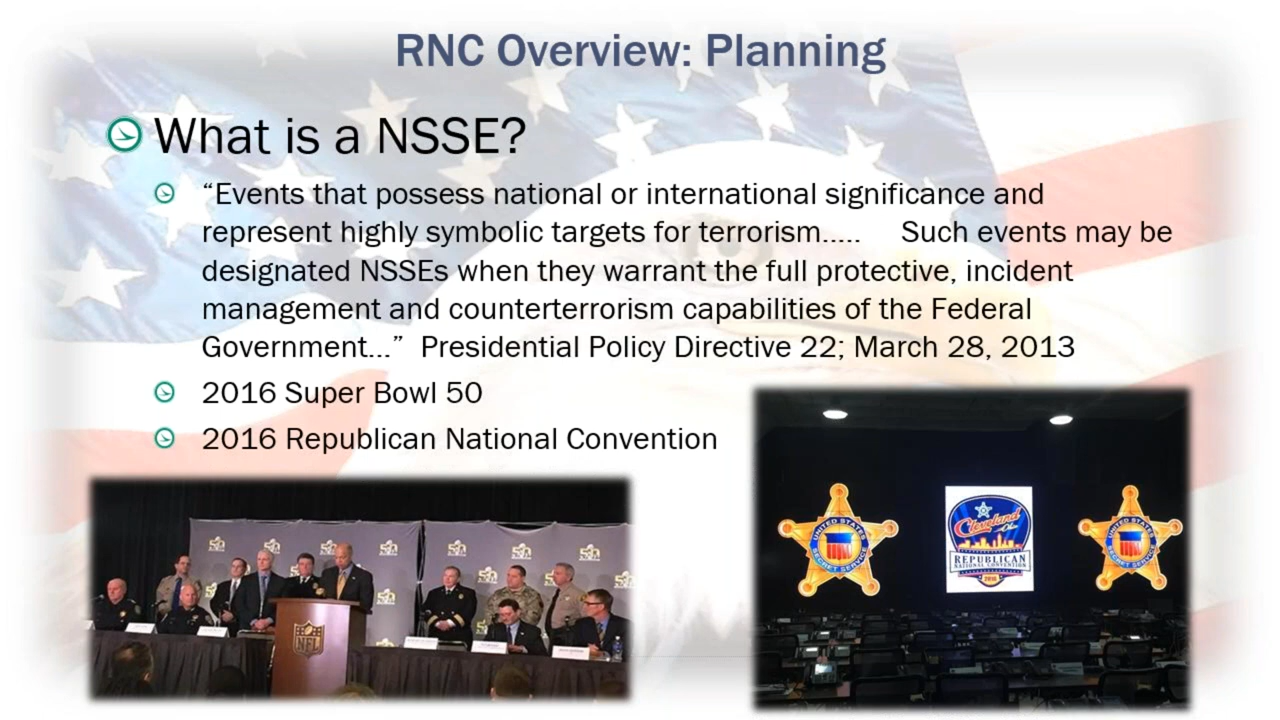 RNC Overview: Planning
What is a NSSE?
“Events that possess national or international significance and
represent highly symbolic targets for terrorism..... Such events may be
designated NSSEs when they warrant the full protective, incident
management and counterterrorism capabilities of the Federal
Government...” Presidential Policy Directive 22; March 28, 2013
2016 Super Bowl 50
2016 Republican National Convention
NFL
UNITED STATES
SECRET SERVICE
Cleveland
REPUBLICAN
NATIONAL CONVENTION
2016
UNITED STATES
SECRET SERVICE